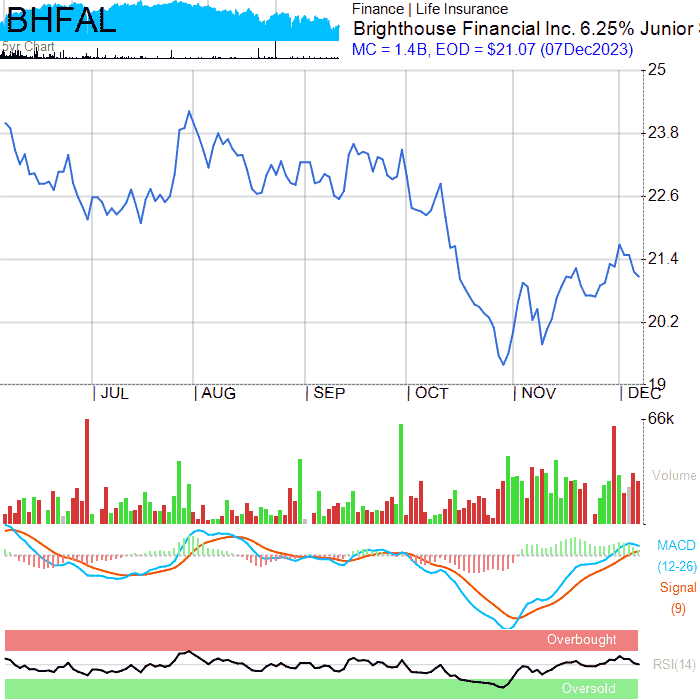 BHFAL
5yr Chart
Finance | Life Insurance
Brighthouse Financial Inc. 6.25% Junior
MC = 1.4B, EOD = $21.07 (07Dec2023)
25
23.8
22.6
21.4
20.2
19
JUL AUG SEP OCT NOV DEC
66k
Volume
MACD
(12-26)
Signal
(9)
Overbought
RSI(14)
Oversold